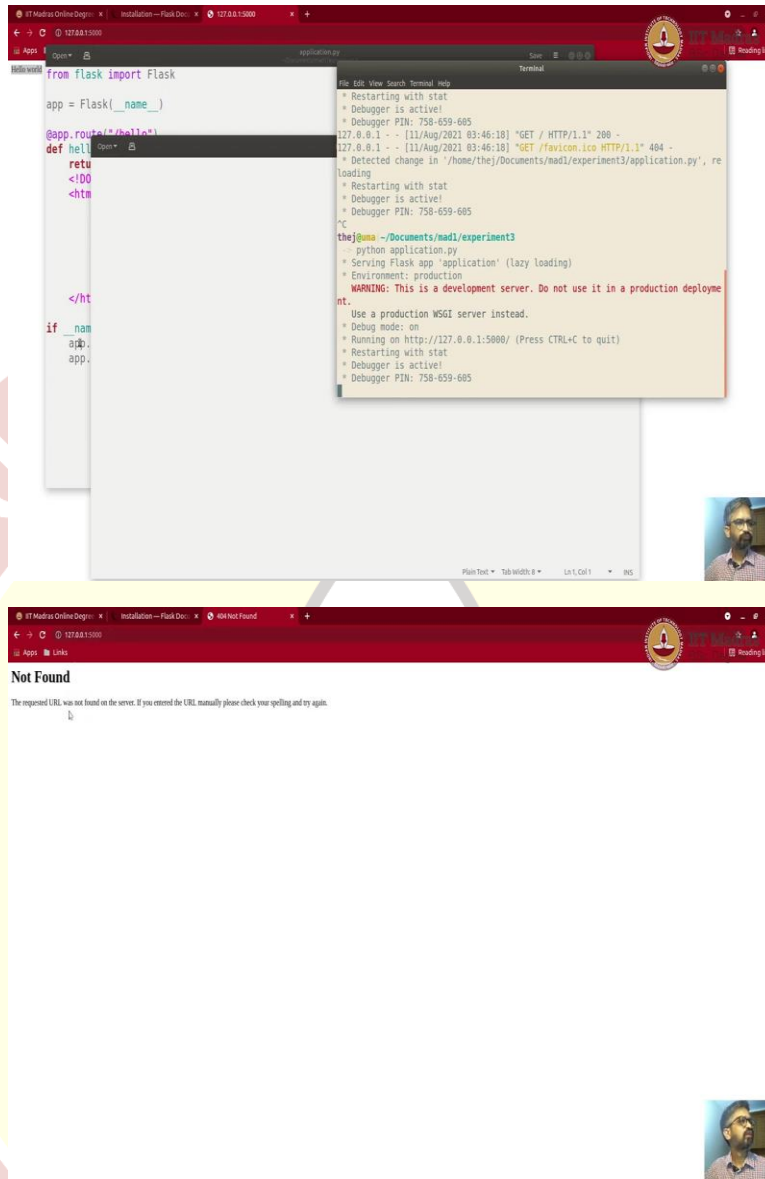 IIT Madras Online Degre
Installation — Flask Docu
127.0.0.1:5000
127.0.0.1:5000
Apps
Reading li
Hello world
Open
application.py
Save
from flask import Flask
app = Flask(__name__)
@app.route("/hello")
def hell
retu
<!DO
<htm
</ht
if __nam
app.
app.
Open
Plain Text
Tab Width: 8
Ln 1, Col 1
INS
Terminal
File Edit View Search Terminal Help
* Restarting with stat
* Debugger is active!
* Debugger PIN: 758-659-605
127.0.0.1 - - [11/Aug/2021 03:46:18] "GET / HTTP/1.1" 200 -
127.0.0.1 - - [11/Aug/2021 03:46:18] "GET /favicon.ico HTTP/1.1" 404 -
* Detected change in '/home/thej/Documents/mad1/experiment3/application.py', re
loading
* Restarting with stat
* Debugger is active!
* Debugger PIN: 758-659-605
^C
thej@uma ~/Documents/mad1/experiment3
python application.py
* Serving Flask app 'application' (lazy loading)
* Environment: production
WARNING: This is a development server. Do not use it in a production deployme
nt.
Use a production WSGI server instead.
* Debug mode: on
* Running on http://127.0.0.1:5000/ (Press CTRL+C to quit)
* Restarting with stat
* Debugger is active!
* Debugger PIN: 758-659-605
IIT Madras Online Degre
Installation — Flask Docu
404 Not Found
127.0.0.1:5000
Apps
Links
Reading li
Not Found
The requested URL was not found on the server. If you entered the URL manually please check your spelling and try again.